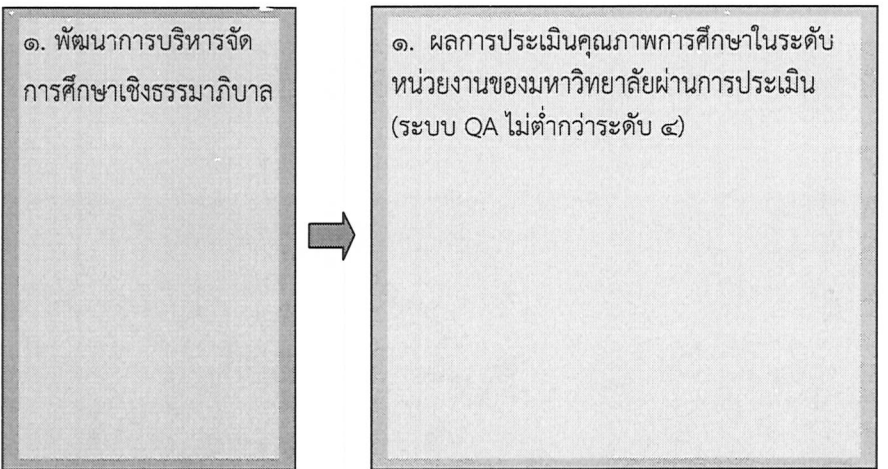 ๑. พัฒนาการบริหารจัด
การศึกษาเชิงธรรมาภิบาล
๑. ผลการประเมินคุณภาพการศึกษาในระดับ
หน่วยงานของมหาวิทยาลัยผ่านการประเมิน
(ระบบ QA ไม่ต่ำกว่าระดับ ๔)